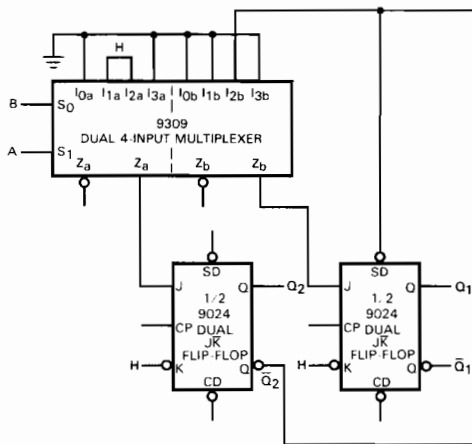 H
I0a I1a I2a I3a I0b I1b I2b I3b
B S0
9309
DUAL 4-INPUT MULTIPLEXER
A S1
Za Za Zb Zb
SD SD
J Q Q2 J Q Q1
1/2 1.2
9024 9024
CP DUAL CP DUAL
JK̅ JK̅
FLIP-FLOP FLIP-FLOP
H K Q Q̅2 H K Q Q̅1
CD CD